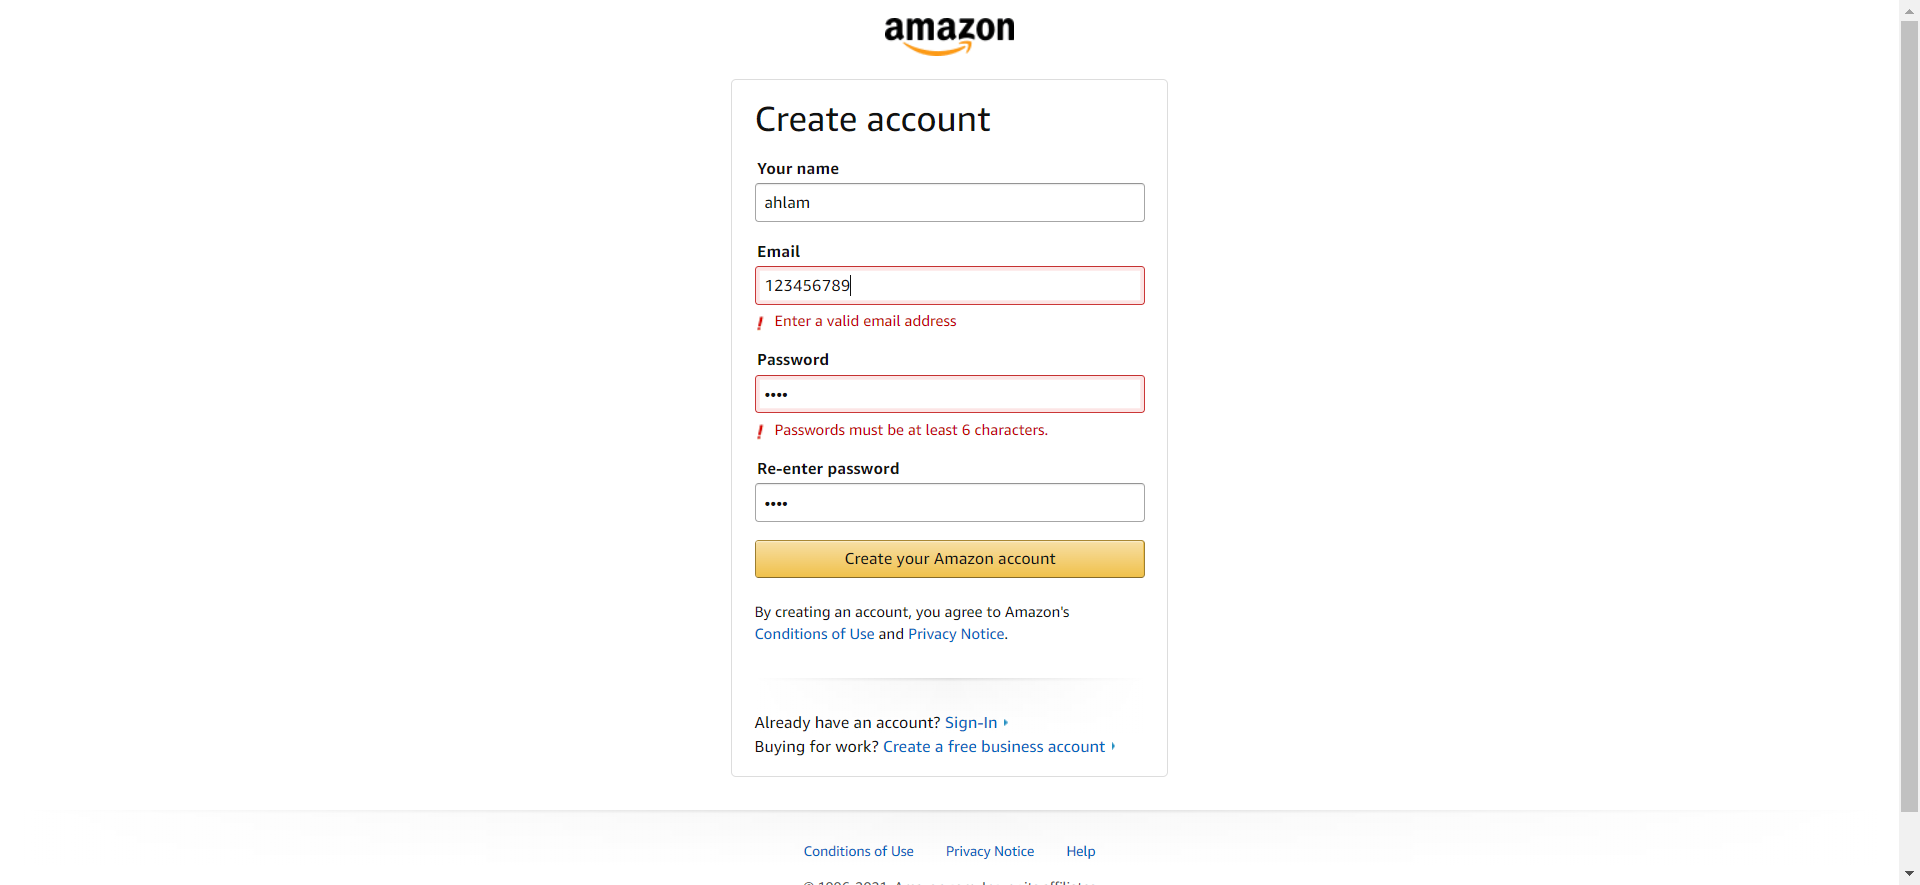 amazon
Create account
Your name
ahlam
Email
123456789
Enter a valid email address
Password
••••
Passwords must be at least 6 characters.
Re-enter password
••••
Create your Amazon account
By creating an account, you agree to Amazon's
Conditions of Use and Privacy Notice.
Already have an account? Sign-In
Buying for work? Create a free business account
Conditions of Use Privacy Notice Help